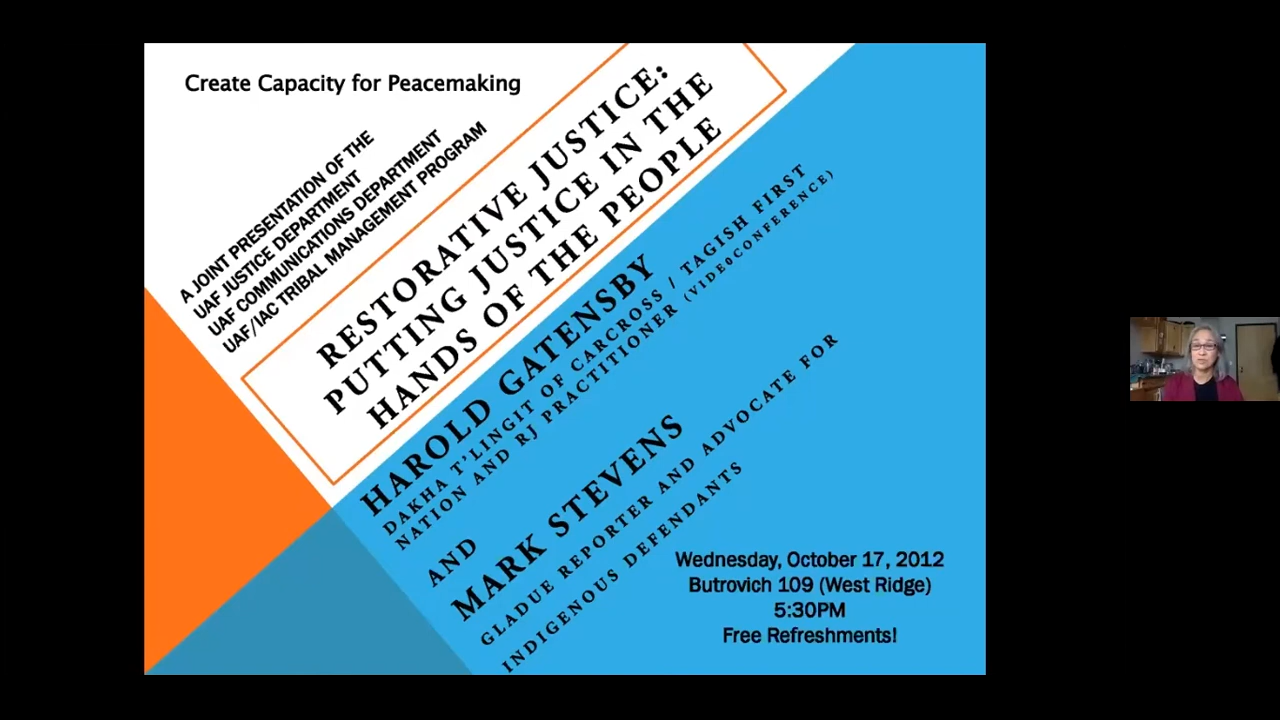 Create Capacity for Peacemaking
A JOINT PRESENTATION OF THE
UAF JUSTICE DEPARTMENT
UAF COMMUNICATIONS DEPARTMENT
UAF/IAC TRIBAL MANAGEMENT PROGRAM
RESTORATIVE JUSTICE:
PUTTING JUSTICE IN THE
HANDS OF THE PEOPLE
HAROLD GATENSBY
DAKHA T'LINGIT OF CARCROSS / TAGISH FIRST
NATION AND RJ PRACTITIONER (VIDE0CONFERENCE)
AND
MARK STEVENS
GLADUE REPORTER AND ADVOCATE FOR
INDIGENOUS DEFENDANTS
Wednesday, October 17, 2012
Butrovich 109 (West Ridge)
5:30PM
Free Refreshments!